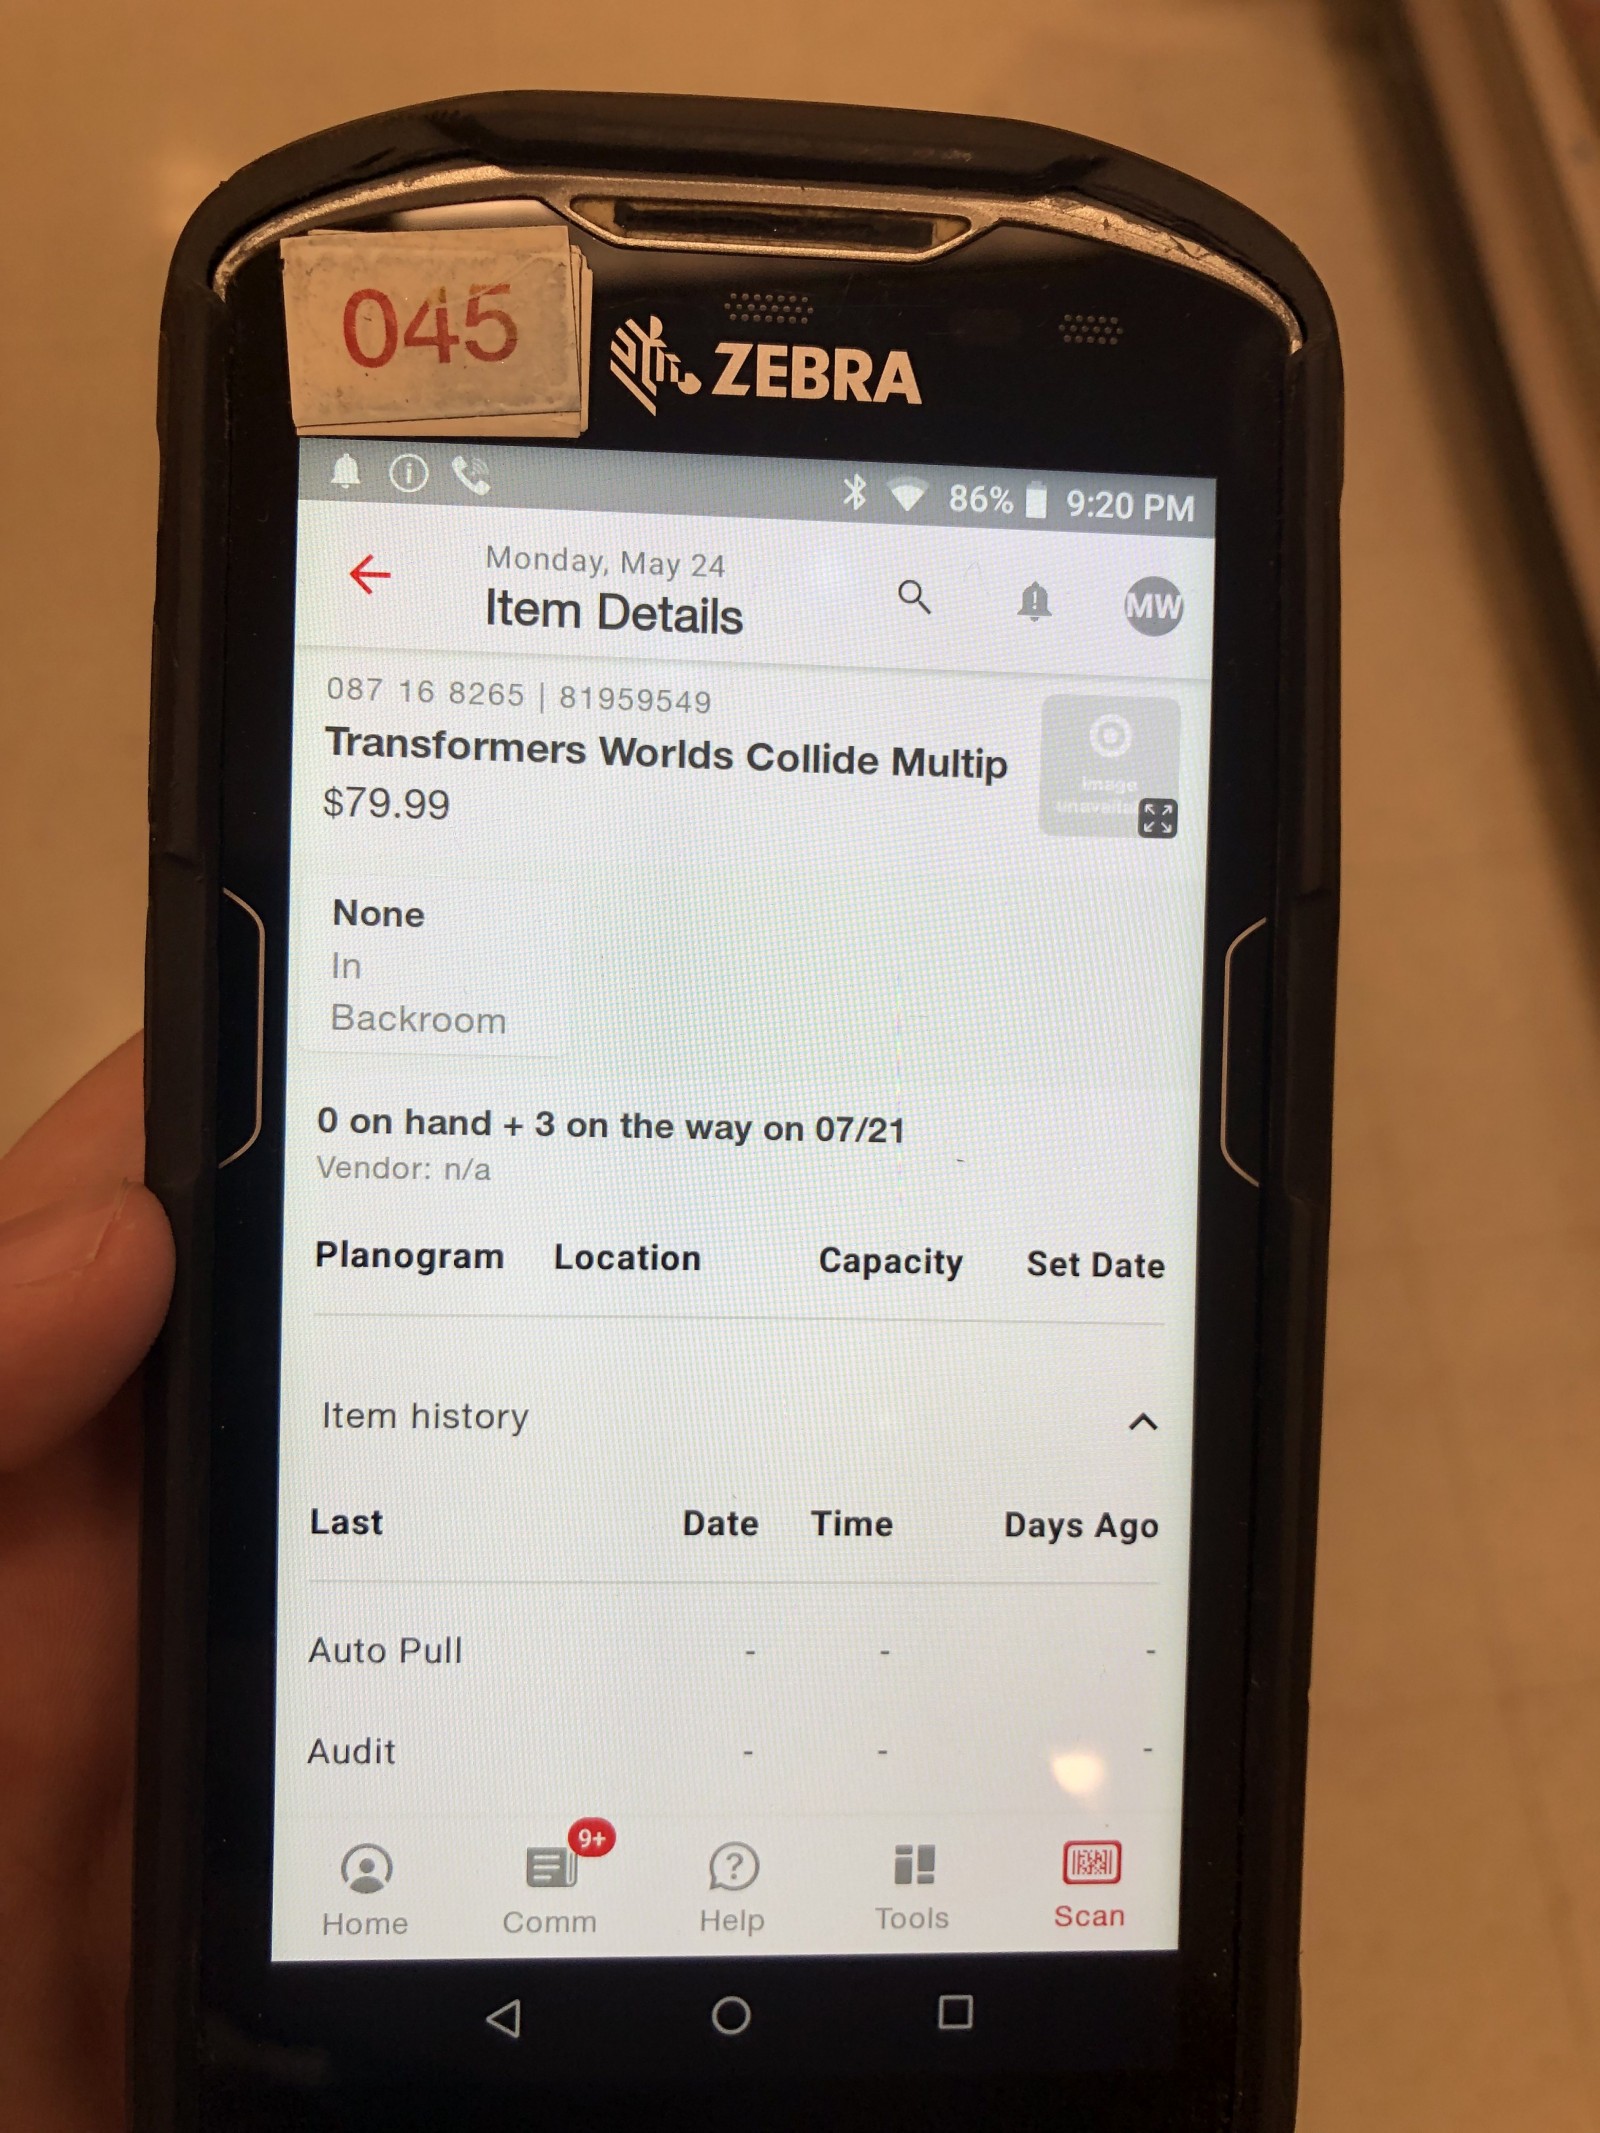 045
ZEBRA
86% 9:20 PM
Monday, May 24
Item Details
MW
087 16 8265 | 81959549
Transformers Worlds Collide Multip
$79.99
Image
None
In
Backroom
0 on hand + 3 on the way on 07/21
Vendor: n/a
Planogram Location Capacity Set Date
Item history
Last Date Time Days Ago
Auto Pull - - -
Audit - - -
9+
Home Comm Help Tools Scan